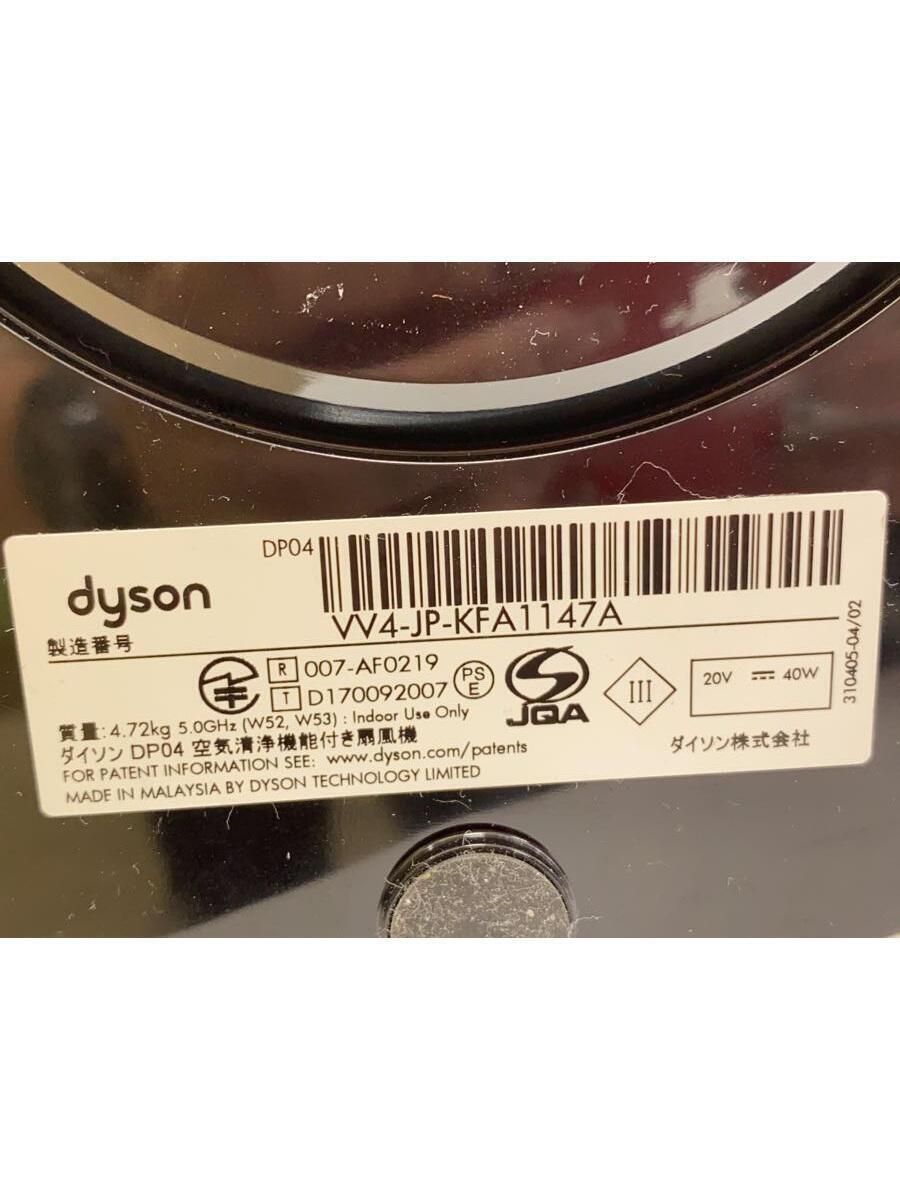 DP04
dyson
VV4-JP-KFA1147A
製造番号
R 007-AF0219
T D170092007
PS E
JQA
III
20V 40W
310405-04/02
質量: 4.72kg 5.0GHz (W52, W53) : Indoor Use Only
ダイソン DP04 空気清浄機能付き扇風機
ダイソン株式会社
FOR PATENT INFORMATION SEE: www.dyson.com/patents
MADE IN MALAYSIA BY DYSON TECHNOLOGY LIMITED